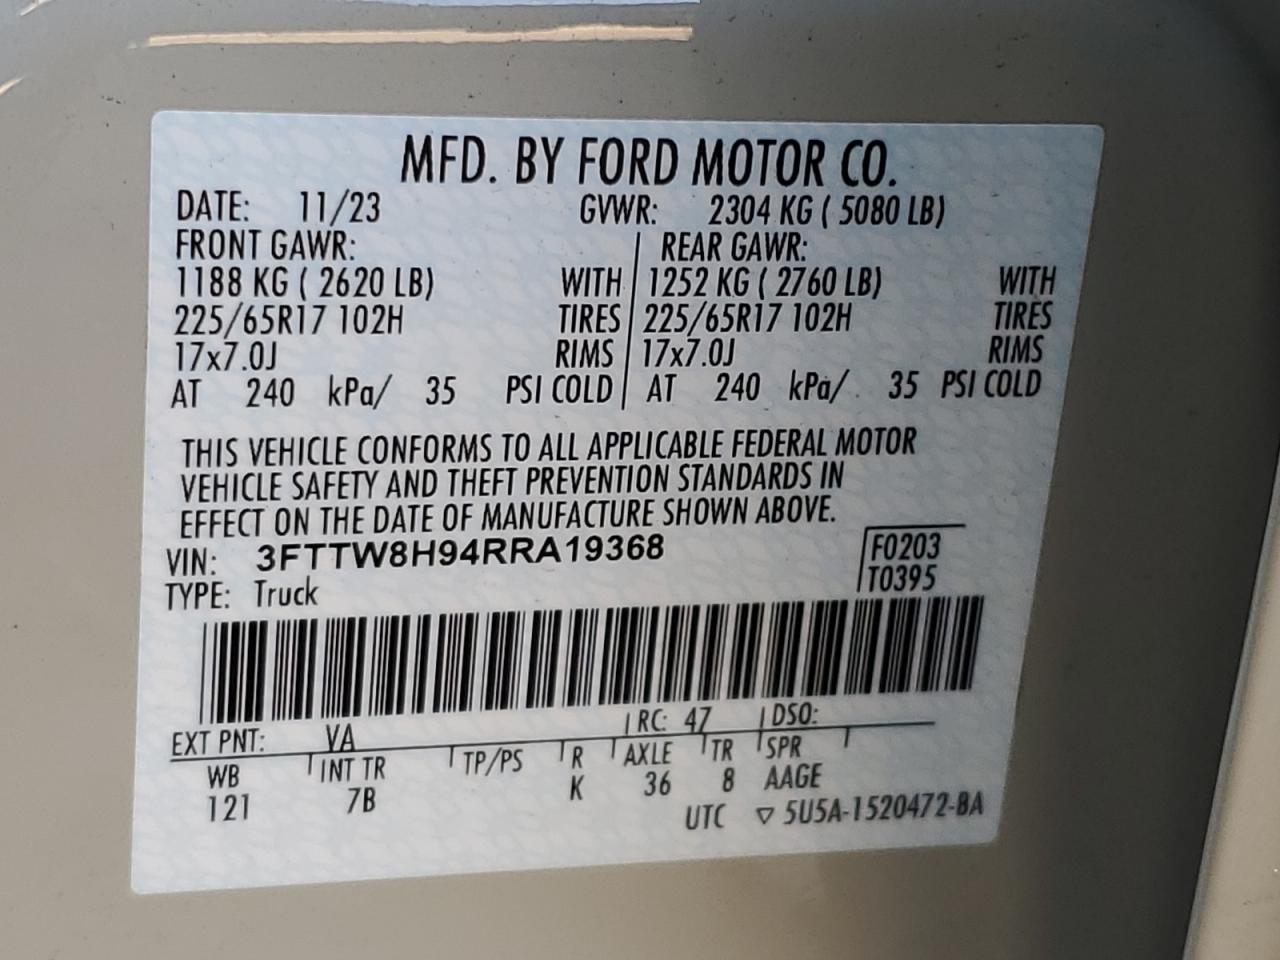 MFD. BY FORD MOTOR CO.
DATE: 11/23 GVWR: 2304 KG ( 5080 LB)
FRONT GAWR: REAR GAWR:
1188 KG ( 2620 LB) WITH 1252 KG ( 2760 LB) WITH
225/65R17 102H TIRES 225/65R17 102H TIRES
17x7.0J RIMS 17x7.0J RIMS
AT 240 kPa/ 35 PSI COLD AT 240 kPa/ 35 PSI COLD
THIS VEHICLE CONFORMS TO ALL APPLICABLE FEDERAL MOTOR
VEHICLE SAFETY AND THEFT PREVENTION STANDARDS IN
EFFECT ON THE DATE OF MANUFACTURE SHOWN ABOVE.
VIN: 3FTTW8H94RRA19368 F0203
TYPE: Truck T0395
EXT PNT: VA RC: 47 DSO:
WB INT TR TP/PS R AXLE TR SPR
121 7B K 36 8 AAGE
UTC ▽ 5U5A-1520472-BA